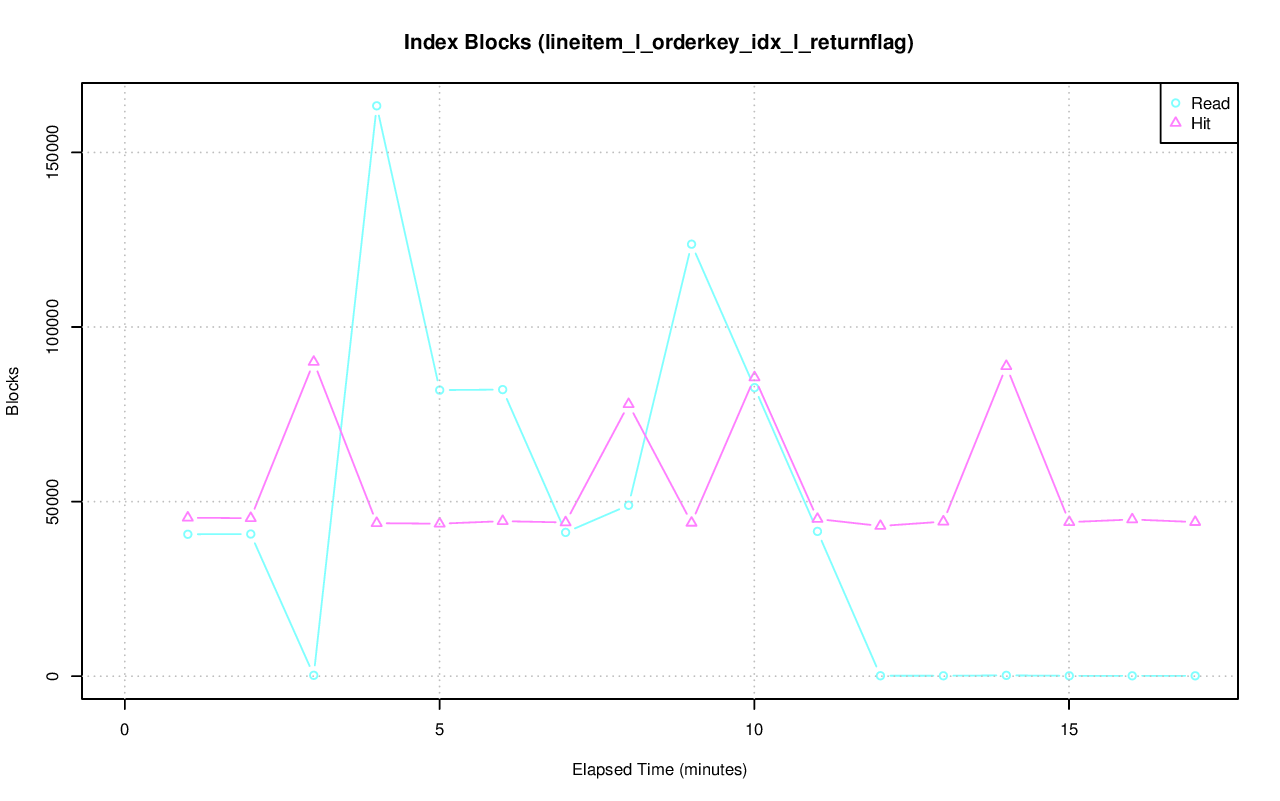 Index Blocks (lineitem_l_orderkey_idx_l_returnflag)
Read
Hit
Blocks
150000
100000
50000
0
0 5 10 15
Elapsed Time (minutes)